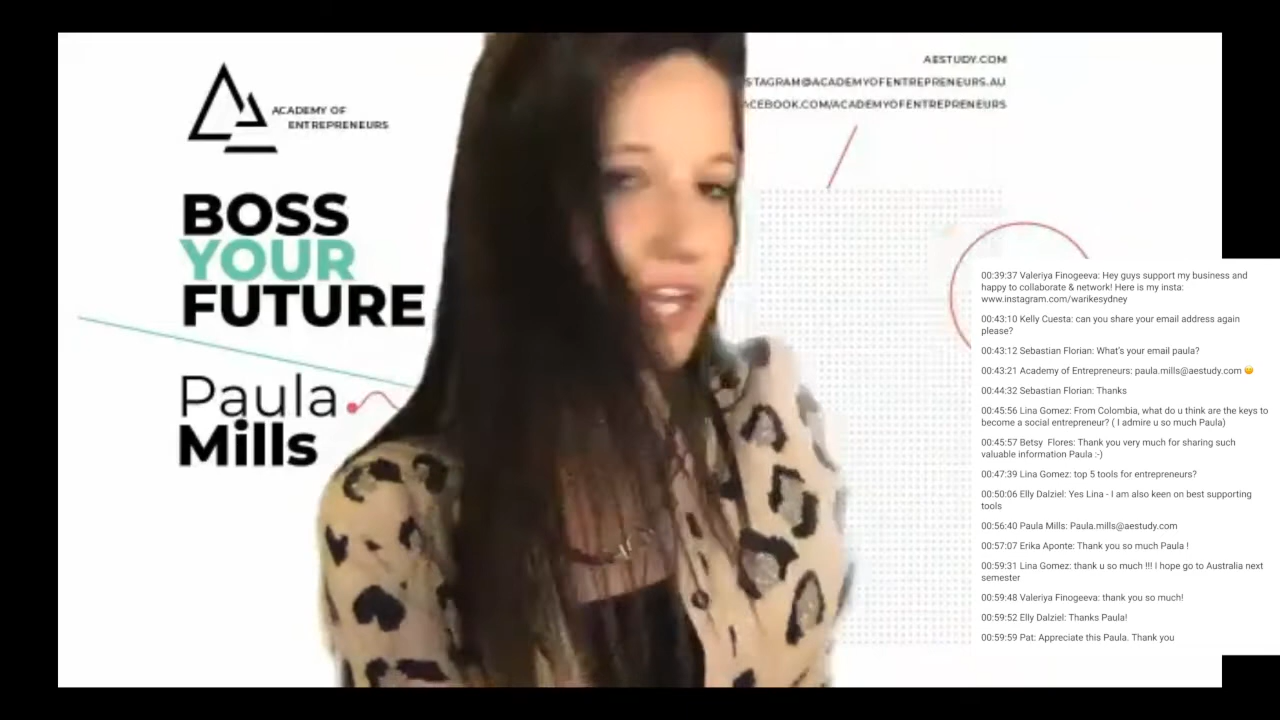 ACADEMY OF
ENTREPRENEURS
BOSS
YOUR
FUTURE
Paula
Mills
AESTUDY.COM
STAGRAM@ACADEMYOFENTREPRENEURS.AU
ACEBOOK.COM/ACADEMYOFENTREPRENEURS
00:39:37 Valeriya Finogeeva: Hey guys support my business and
happy to collaborate & network! Here is my insta:
www.instagram.com/warikesydney
00:43:10 Kelly Cuesta: can you share your email address again
please?
00:43:12 Sebastian Florian: What's your email paula?
00:43:21 Academy of Entrepreneurs: paula.mills@aestudy.com 😊
00:44:32 Sebastian Florian: Thanks
00:45:56 Lina Gomez: From Colombia, what do u think are the keys to
become a social entrepreneur? ( I admire u so much Paula)
00:45:57 Betsy Flores: Thank you very much for sharing such
valuable information Paula :-)
00:47:39 Lina Gomez: top 5 tools for entrepreneurs?
00:50:06 Elly Dalziel: Yes Lina - I am also keen on best supporting
tools
00:56:40 Paula Mills: Paula.mills@aestudy.com
00:57:07 Erika Aponte: Thank you so much Paula !
00:59:31 Lina Gomez: thank u so much !!! I hope go to Australia next
semester
00:59:48 Valeriya Finogeeva: thank you so much!
00:59:52 Elly Dalziel: Thanks Paula!
00:59:59 Pat: Appreciate this Paula. Thank you